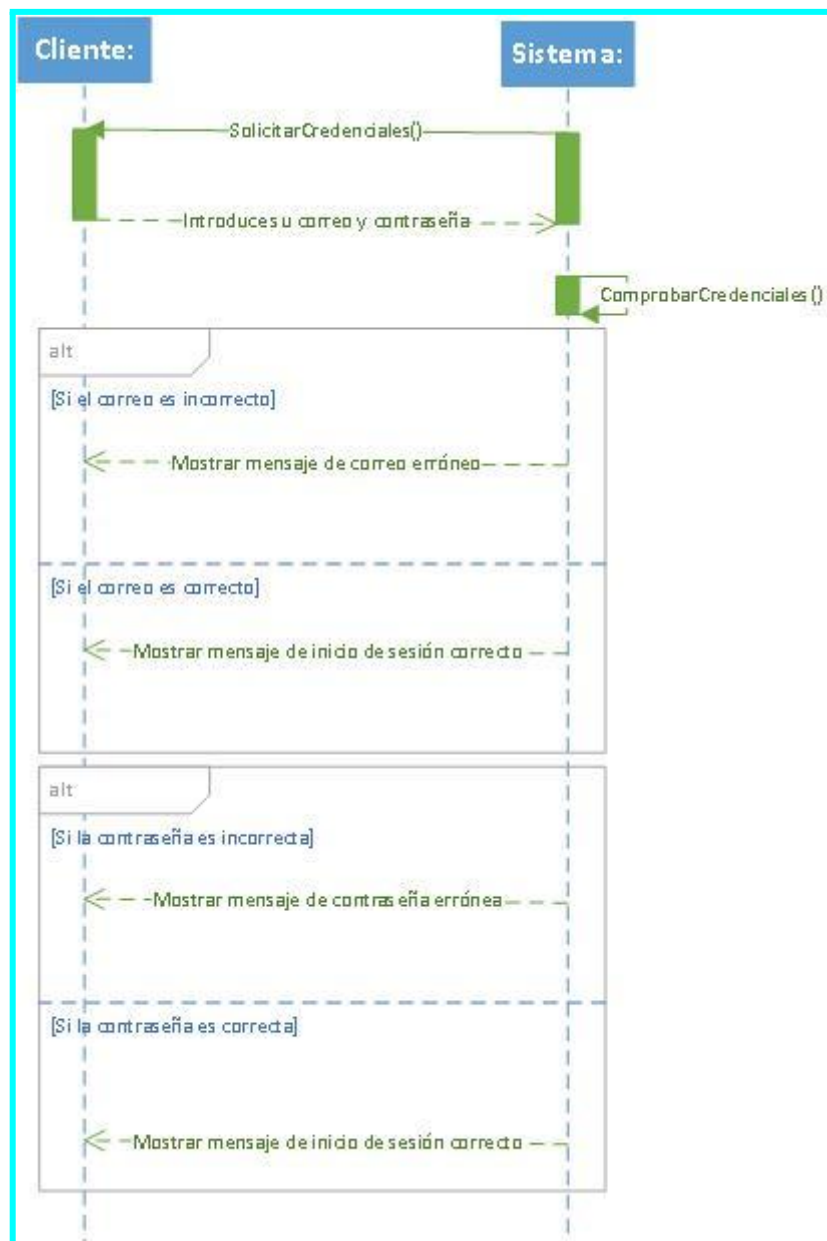 Cliente:
Sistema:
SolicitarCredenciales()
Introduce su correo y contraseña
ComprobarCredenciales()
alt
[Si el correo es incorrecto]
Mostrar mensaje de correo erróneo
[Si el correo es correcto]
Mostrar mensaje de inicio de sesión correcto
alt
[Si la contraseña es incorrecta]
Mostrar mensaje de contraseña errónea
[Si la contraseña es correcta]
Mostrar mensaje de inicio de sesión correcto